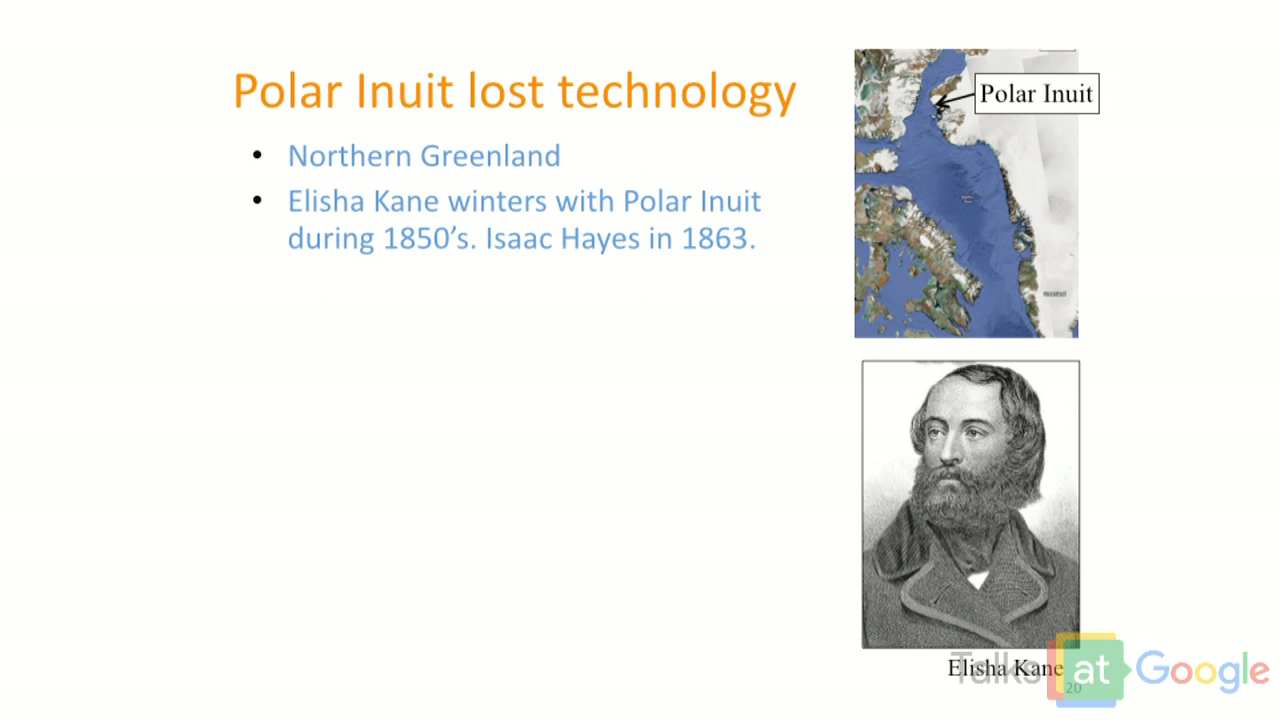 Polar Inuit lost technology
• Northern Greenland
• Elisha Kane winters with Polar Inuit
during 1850’s. Isaac Hayes in 1863.
Polar Inuit
Elisha Kane
Talks at Google
20